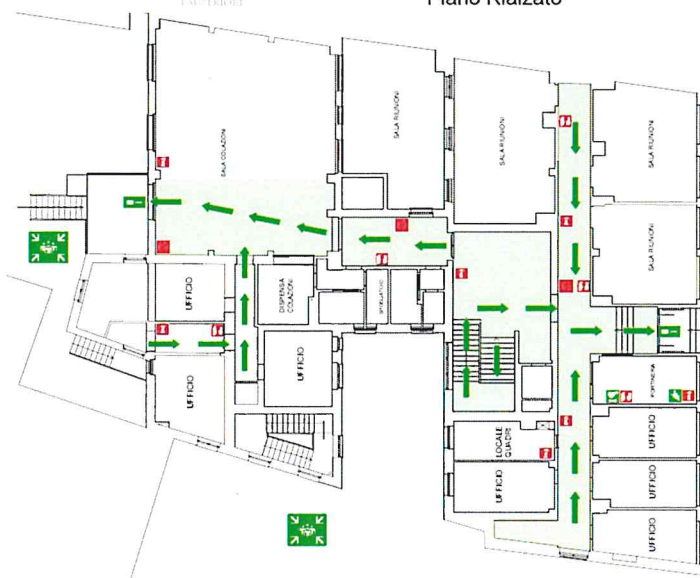 Piano Rialzato
SALA COLAZIONI
SALA RIUNIONI
SALA RIUNIONI
SALA RIUNIONI
SALA RIUNIONI
UFFICIO
DISPENSA
COLAZIONI
SPOGLIATOIO
UFFICIO
UFFICIO
PORTINERIA
LOCALE
QUADRI
UFFICIO
UFFICIO
UFFICIO
UFFICIO